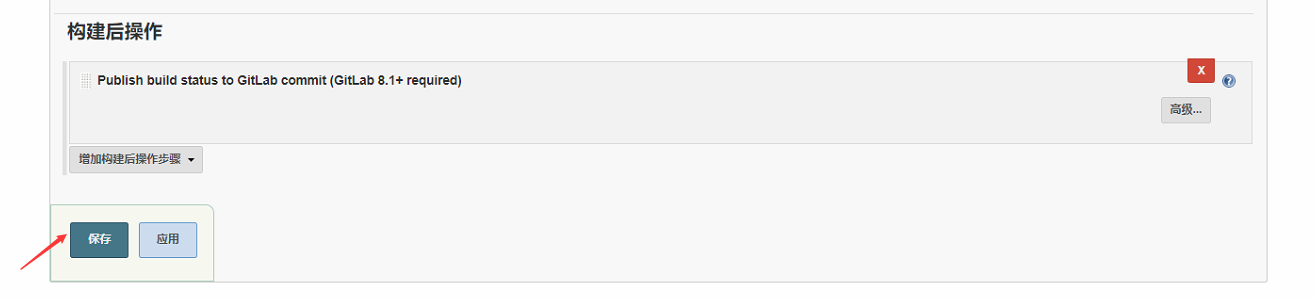 构建后操作
Publish build status to GitLab commit (GitLab 8.1+ required)
X
?
高级...
增加构建后操作步骤
保存
应用